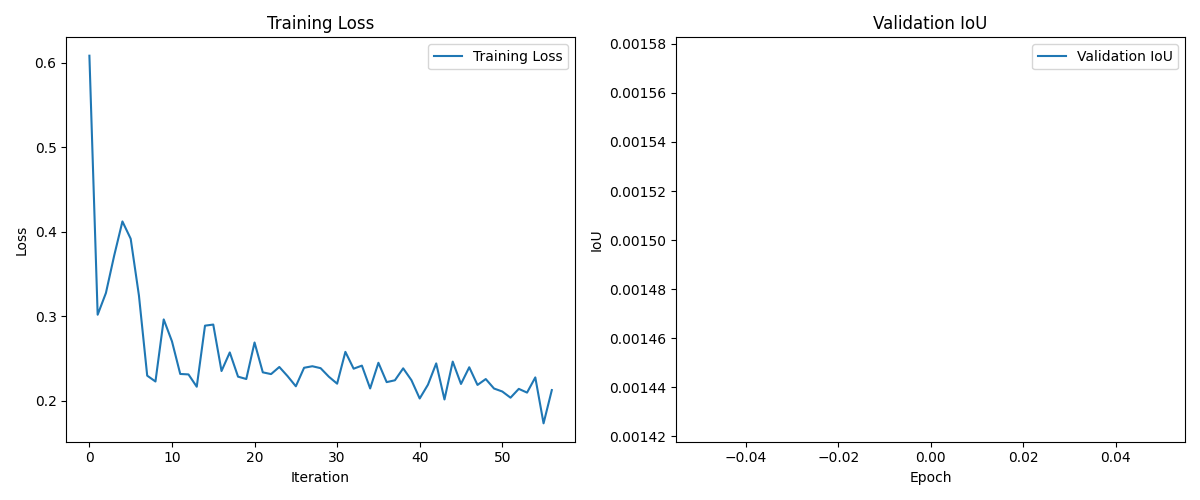 Training Loss
Training Loss
0.6
0.5
0.4
0.3
0.2
Loss
0 10 20 30 40 50
Iteration
Validation IoU
Validation IoU
0.00158
0.00156
0.00154
0.00152
0.00150
0.00148
0.00146
0.00144
0.00142
IoU
−0.04 −0.02 0.00 0.02 0.04
Epoch